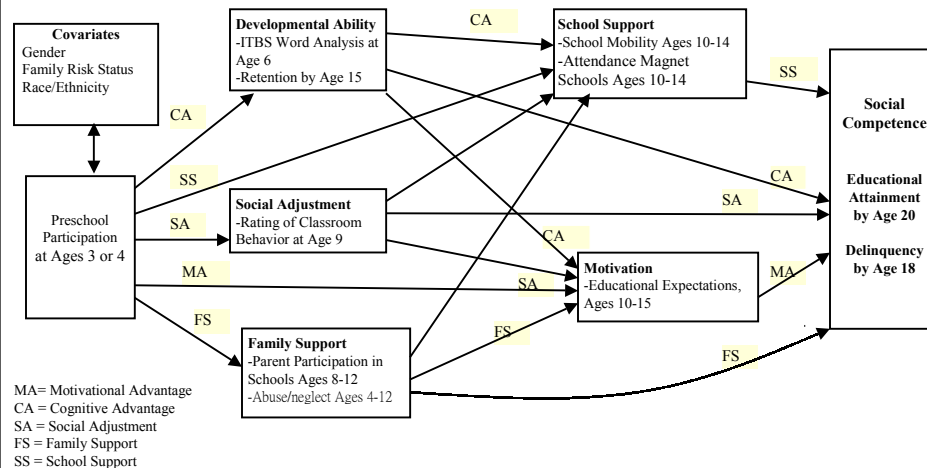 Covariates
Gender
Family Risk Status
Race/Ethnicity
Preschool
Participation
at Ages 3 or 4
CA
SS
SA
MA
FS
Developmental Ability
-ITBS Word Analysis at
Age 6
-Retention by Age 15
Social Adjustment
-Rating of Classroom
Behavior at Age 9
Family Support
-Parent Participation in
Schools Ages 8-12
-Abuse/neglect Ages 4-12
CA
School Support
-School Mobility Ages 10-14
-Attendance Magnet
Schools Ages 10-14
SS
CA
SA
CA
SA
FS
Motivation
-Educational Expectations,
Ages 10-15
MA
FS
Social
Competence
Educational
Attainment
by Age 20
Delinquency
by Age 18
MA= Motivational Advantage
CA = Cognitive Advantage
SA = Social Adjustment
FS = Family Support
SS = School Support